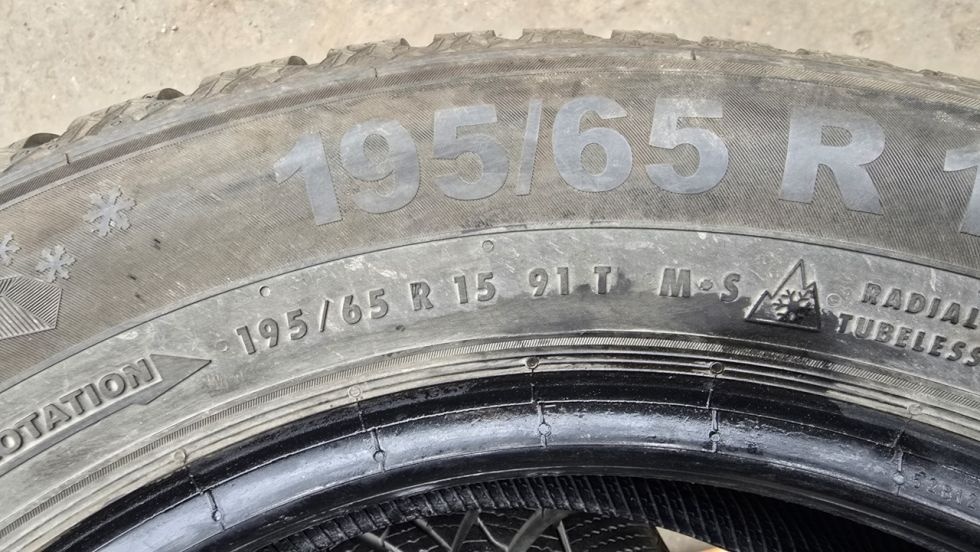 195/65 R 1
195/65 R 15 91 T M•S
RADIAL
TUBELESS
ROTATION